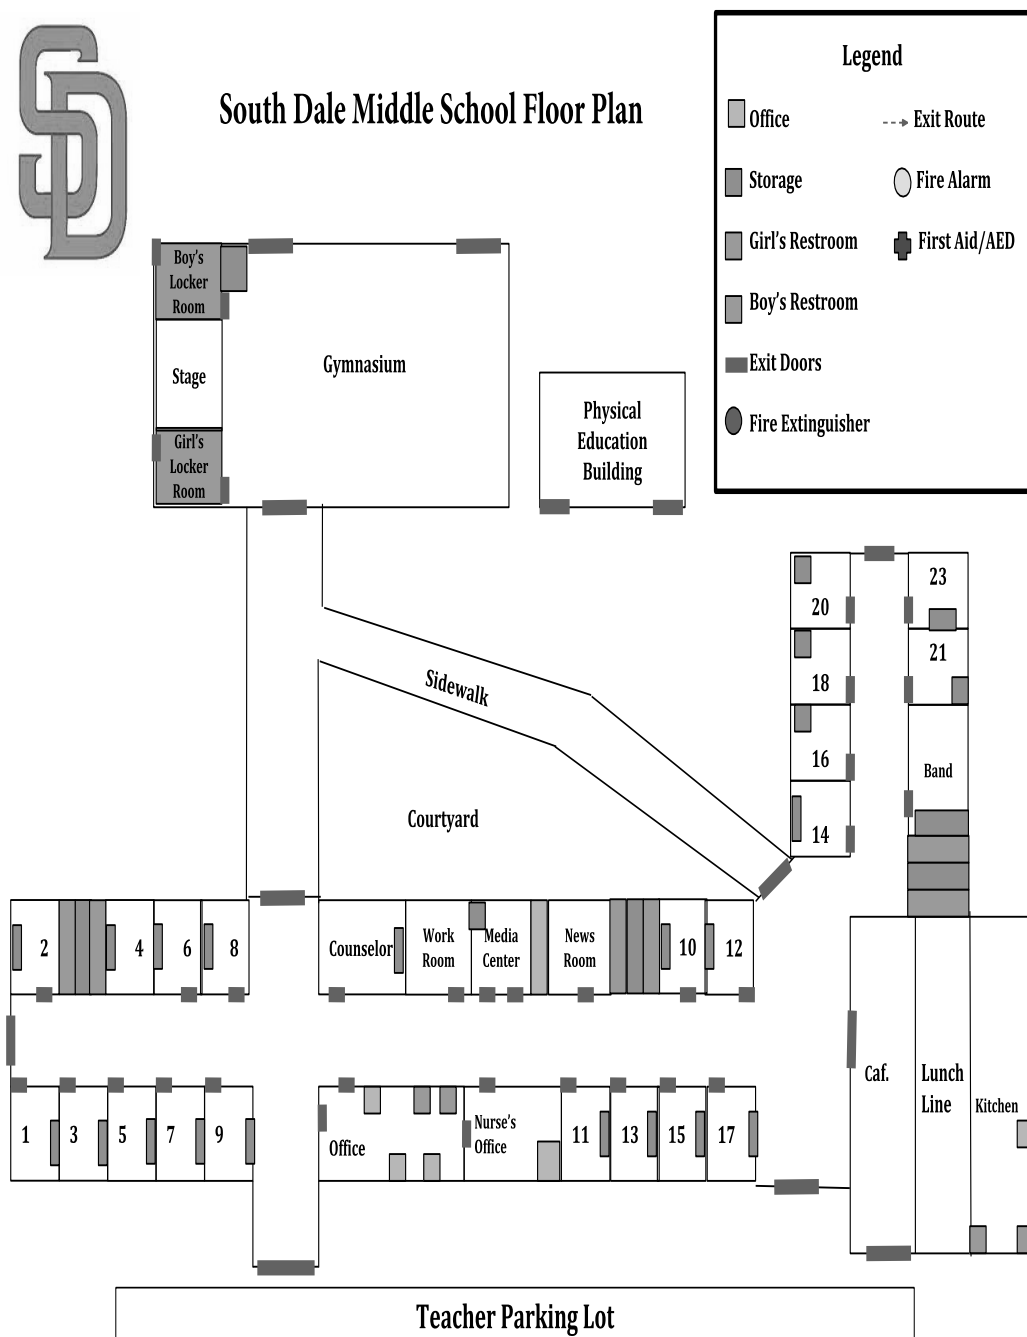 SD
South Dale Middle School Floor Plan
Legend
Office
Exit Route
Storage
Fire Alarm
Girl's Restroom
First Aid/AED
Boy's Restroom
Exit Doors
Fire Extinguisher
Boy's
Locker
Room
Stage
Gymnasium
Girl's
Locker
Room
Physical
Education
Building
20
23
18
21
16
Band
14
Sidewalk
Courtyard
2
4
6
8
Counselor
Work
Room
Media
Center
News
Room
10
12
Caf.
Lunch
Line
Kitchen
1
3
5
7
9
Office
Nurse's
Office
11
13
15
17
Teacher Parking Lot